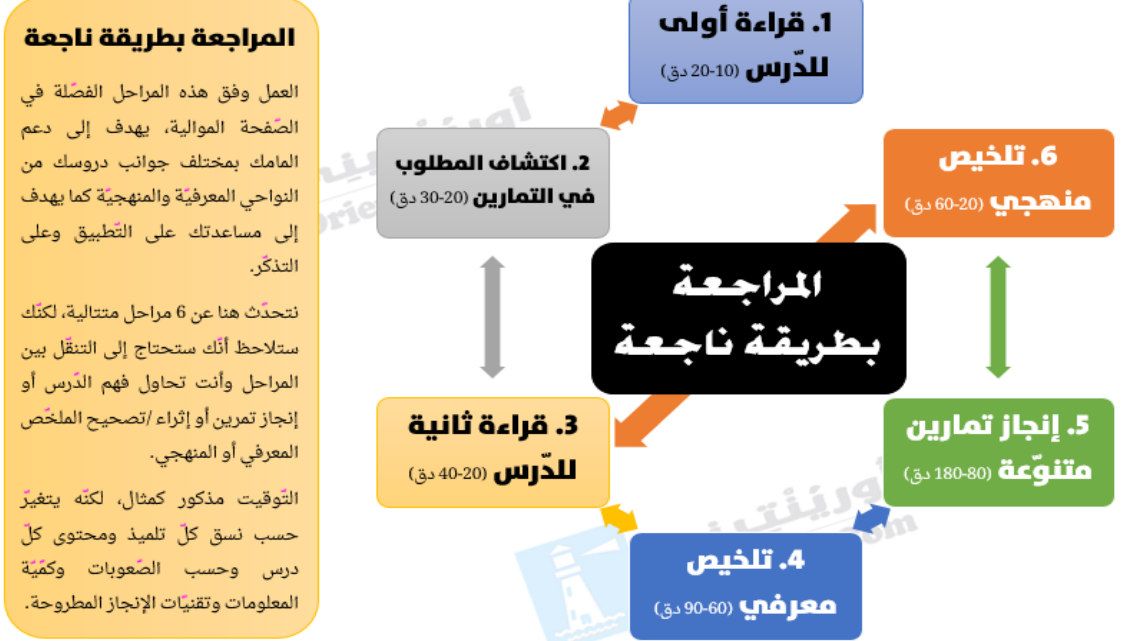 المراجعة بطريقة ناجعة
العمل وفق هذه المراحل الفصّلة في
الصّفحة الموالية، يهدف إلى دعم
المامك بمختلف جوانب دروسك من
النواحي المعرفيّة والمنهجيّة كما يهدف
إلى مساعدتك على التّطبيق وعلى
التذكّر.
نتحدّث هنا عن 6 مراحل متتالية، لكنّك
ستلاحظ أنّك ستحتاج إلى التنقّل بين
المراحل وأنت تحاول فهم الدّرس أو
إنجاز تمرين أو إثراء /تصحيح الملخّص
المعرفي أو المنهجي.
التّوقيت مذكور كمثال، لكنّه يتغيّر
حسب نسق كلّ تلميذ ومحتوى كلّ
درس وحسب الصّعوبات وكمّيّة
المعلومات وتقنيّات الإنجاز المطروحة.
1. قراءة أولى
للدّرس (10-20 دق)
2. اكتشاف المطلوب
في التمارين (20-30 دق)
3. قراءة ثانية
للدّرس (20-40 دق)
4. تلخيص
معرفي (60-90 دق)
5. إنجاز تمارين
متنوّعة (80-180 دق)
6. تلخيص
منهجي (20-60 دق)
المراجعة
بطريقة ناجعة